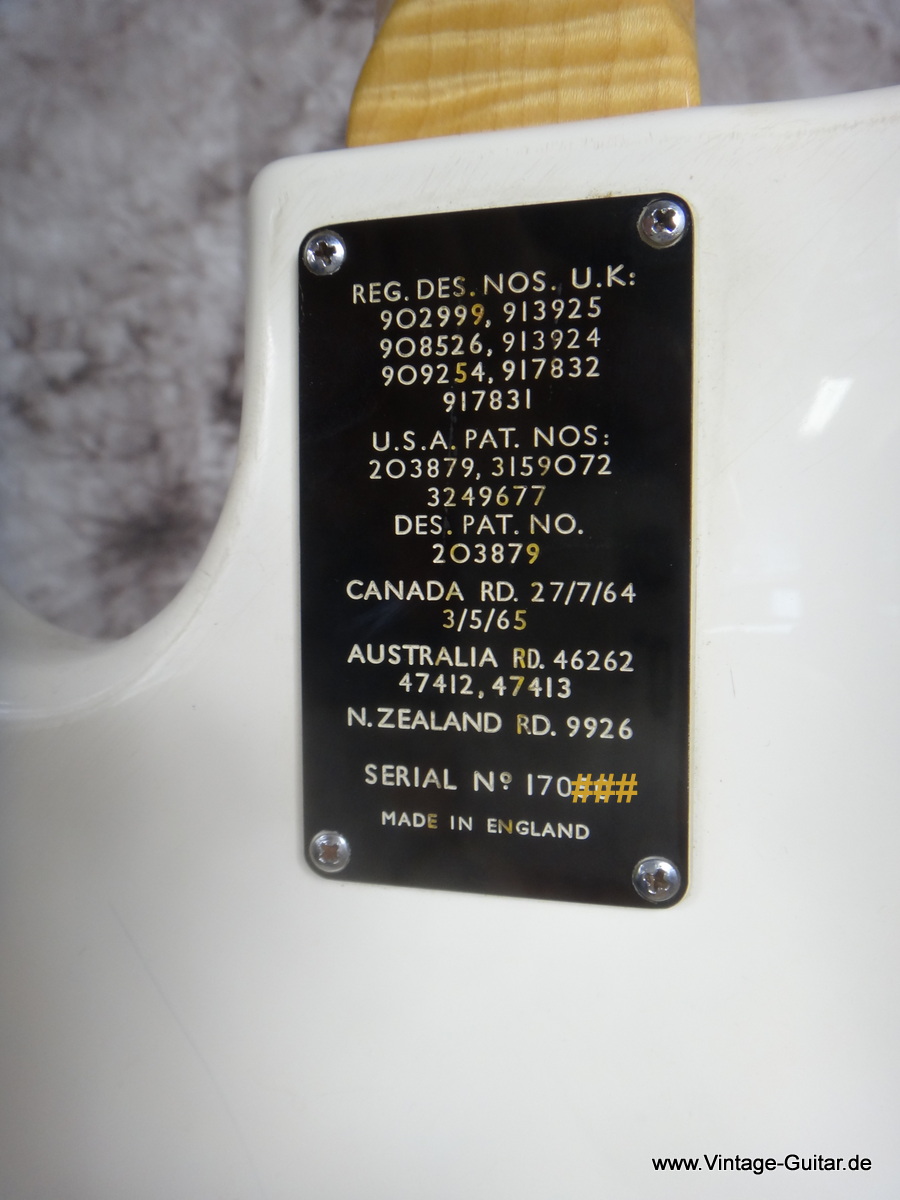 REG. DES. NOS. U.K:
902999, 913925
908526, 913924
909254, 917832
917831
U.S.A. PAT. NOS:
203879, 3159072
3249677
DES. PAT. NO.
203879
CANADA RD. 27/7/64
3/5/65
AUSTRALIA RD. 46262
47412, 47413
N. ZEALAND RD. 9926
SERIAL Nº 170###
MADE IN ENGLAND
www.Vintage-Guitar.de